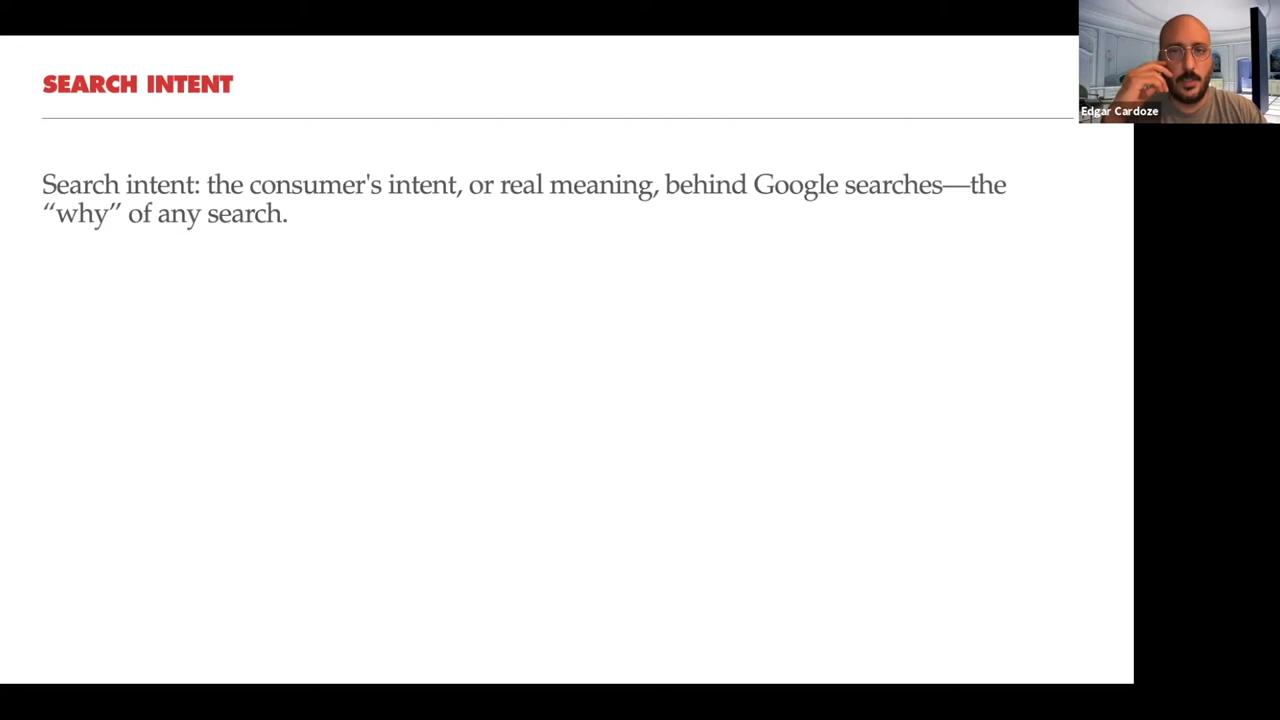 SEARCH INTENT
Edgar Cardoze
Search intent: the consumer's intent, or real meaning, behind Google searches—the
“why” of any search.